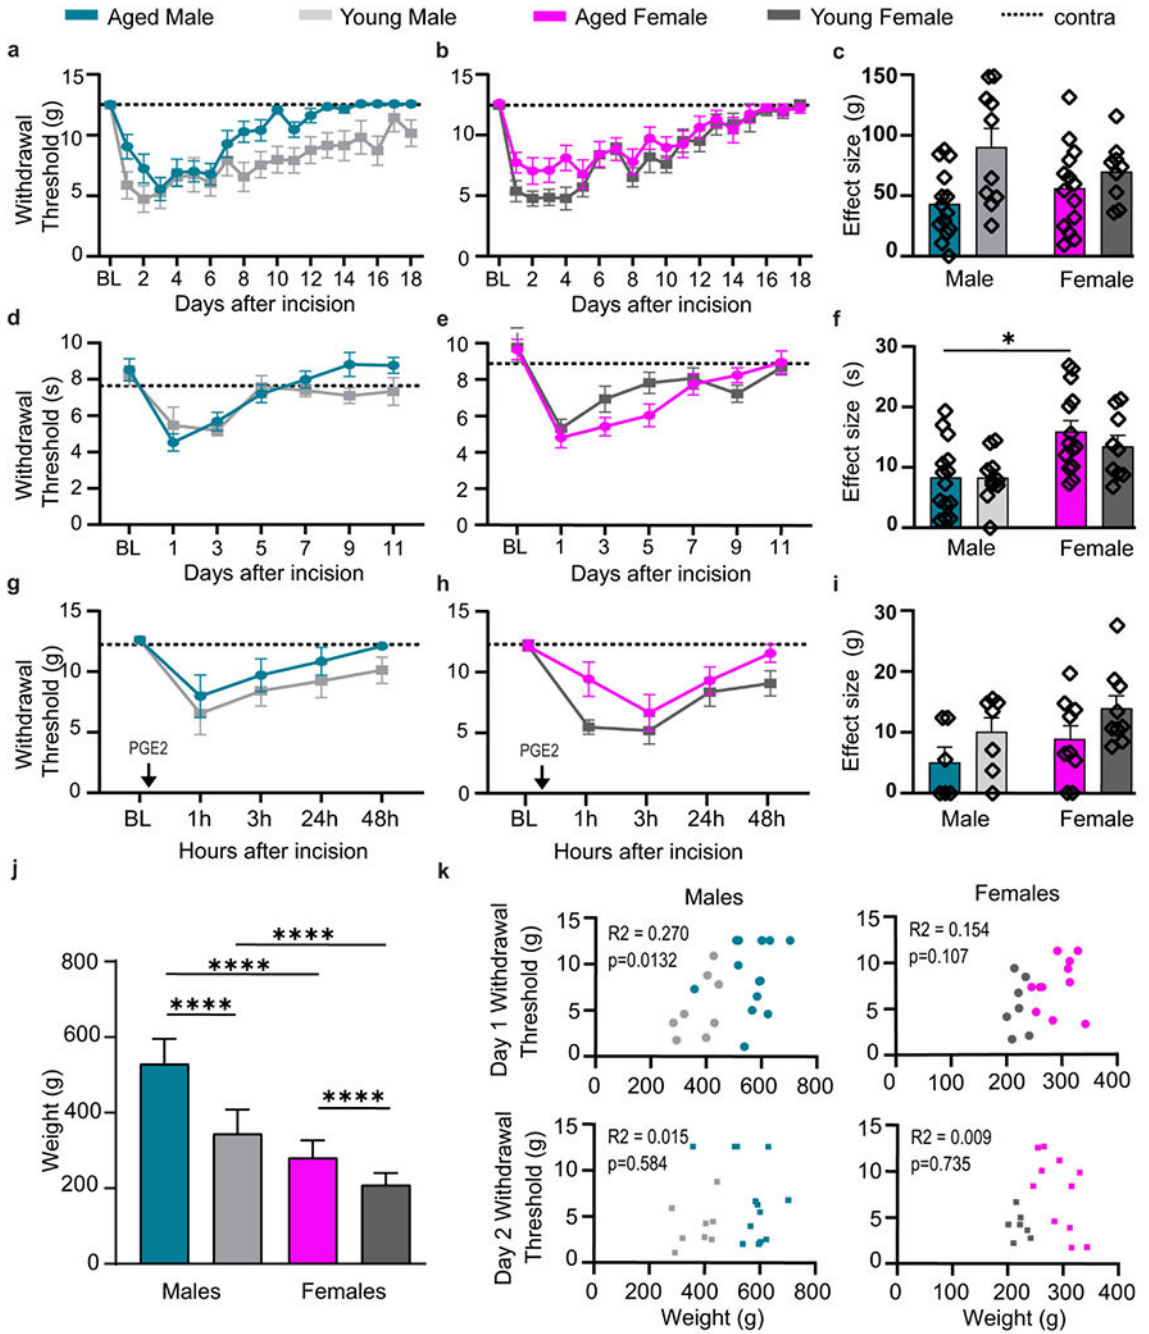 Aged Male Young Male Aged Female Young Female contra
a b c
Withdrawal Threshold (g)
15
10
5
0
BL 2 4 6 8 10 12 14 16 18
Days after incision
15
10
5
0
BL 2 4 6 8 10 12 14 16 18
Days after incision
Effect size (g)
150
100
50
0
Male Female
d e f
Withdrawal Threshold (s)
10
8
6
4
2
0
BL 1 3 5 7 9 11
Days after incision
10
8
6
4
2
0
BL 1 3 5 7 9 11
Days after incision
Effect size (s)
30
20
10
0
*
Male Female
g h i
Withdrawal Threshold (g)
15
10
5
0
PGE2
BL 1h 3h 24h 48h
Hours after incision
15
10
5
0
PGE2
BL 1h 3h 24h 48h
Hours after incision
Effect size (g)
30
20
10
0
Male Female
j
Weight (g)
800
600
400
200
0
****
****
****
****
Males Females
k
Males Females
Day 1 Withdrawal Threshold (g)
15
10
5
0
R2 = 0.270
p=0.0132
0 200 400 600 800
15
10
5
0
R2 = 0.154
p=0.107
0 100 200 300 400
Day 2 Withdrawal Threshold (g)
15
10
5
0
R2 = 0.015
p=0.584
0 200 400 600 800
Weight (g)
15
10
5
0
R2 = 0.009
p=0.735
0 100 200 300 400
Weight (g)